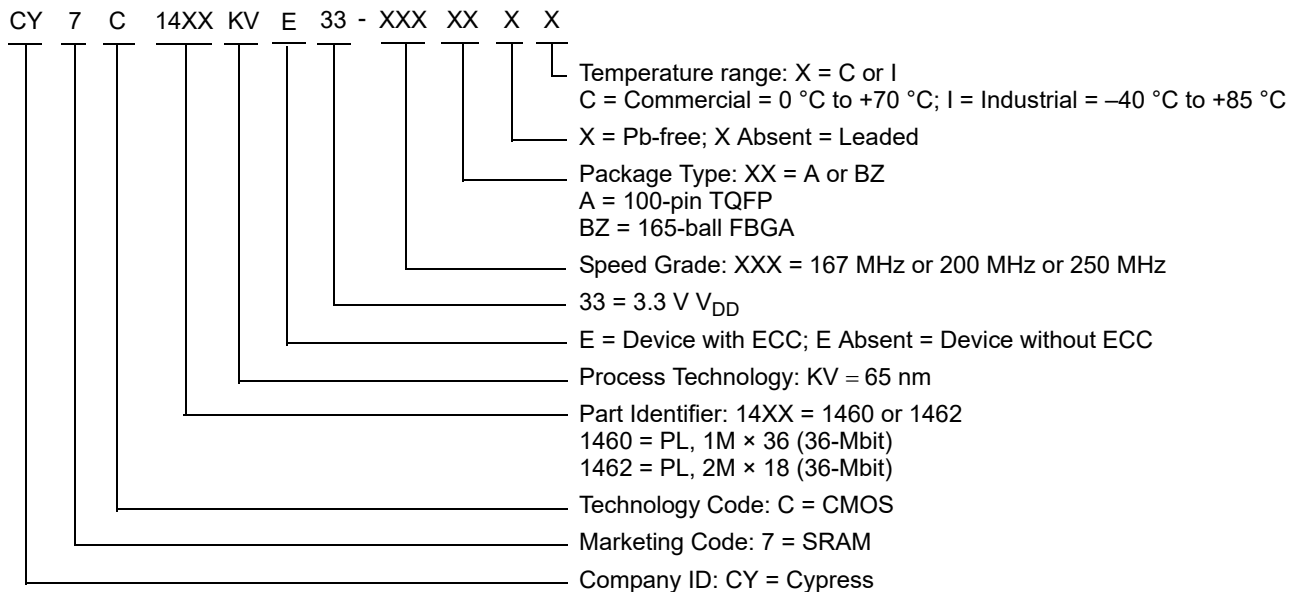 CY 7 C 14XX KV E 33 - XXX XX X X
Temperature range: X = C or I
C = Commercial = 0 °C to +70 °C; I = Industrial = –40 °C to +85 °C
X = Pb-free; X Absent = Leaded
Package Type: XX = A or BZ
A = 100-pin TQFP
BZ = 165-ball FBGA
Speed Grade: XXX = 167 MHz or 200 MHz or 250 MHz
33 = 3.3 V VDD
E = Device with ECC; E Absent = Device without ECC
Process Technology: KV = 65 nm
Part Identifier: 14XX = 1460 or 1462
1460 = PL, 1M × 36 (36-Mbit)
1462 = PL, 2M × 18 (36-Mbit)
Technology Code: C = CMOS
Marketing Code: 7 = SRAM
Company ID: CY = Cypress